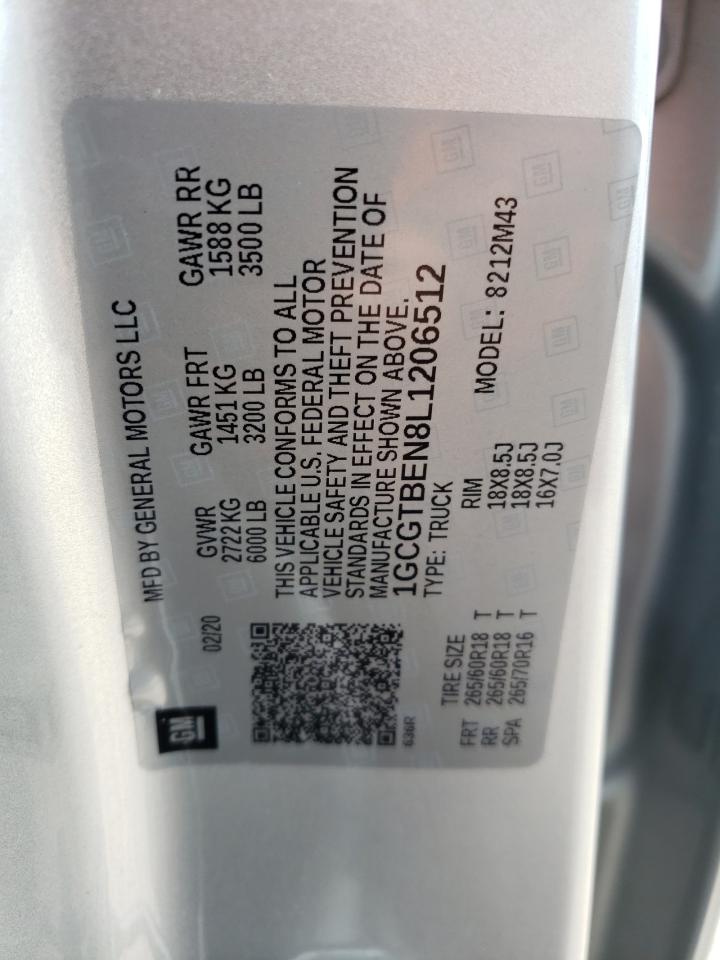 GM
MFD BY GENERAL MOTORS LLC
02/20 GVWR GAWR FRT GAWR RR
2722 KG 1451 KG 1588 KG
6000 LB 3200 LB 3500 LB
THIS VEHICLE CONFORMS TO ALL
APPLICABLE U.S. FEDERAL MOTOR
VEHICLE SAFETY AND THEFT PREVENTION
STANDARDS IN EFFECT ON THE DATE OF
MANUFACTURE SHOWN ABOVE.
1GCGTBEN8L1206512
636R
TYPE: TRUCK
TIRE SIZE RIM MODEL: 8212M43
FRT 265/60R18 T 18X8.5J
RR 265/60R18 T 18X8.5J
SPA 265/70R16 T 16X7.0J